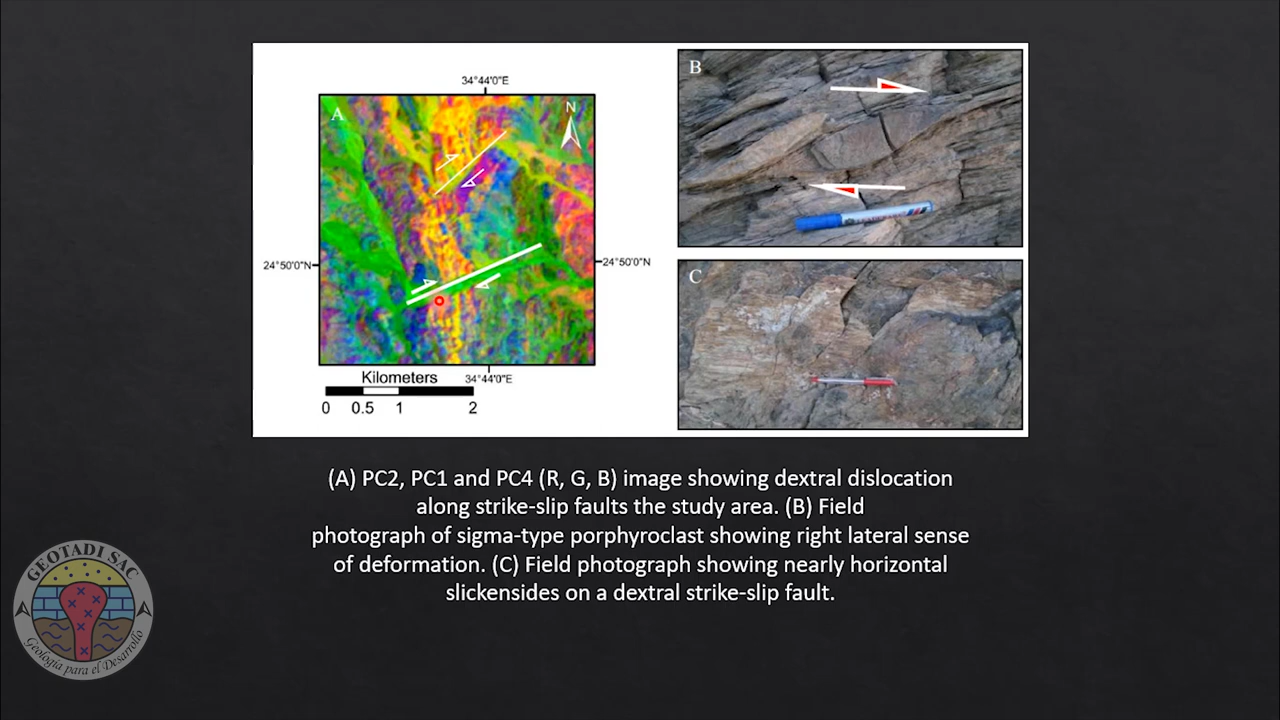 34°44'0"E
A
N
24°50'0"N
24°50'0"N
Kilometers
34°44'0"E
0 0.5 1 2
B
C
(A) PC2, PC1 and PC4 (R, G, B) image showing dextral dislocation
along strike-slip faults the study area. (B) Field
photograph of sigma-type porphyroclast showing right lateral sense
of deformation. (C) Field photograph showing nearly horizontal
slickensides on a dextral strike-slip fault.
GEOTADI SAC
Geología para el Desarrollo